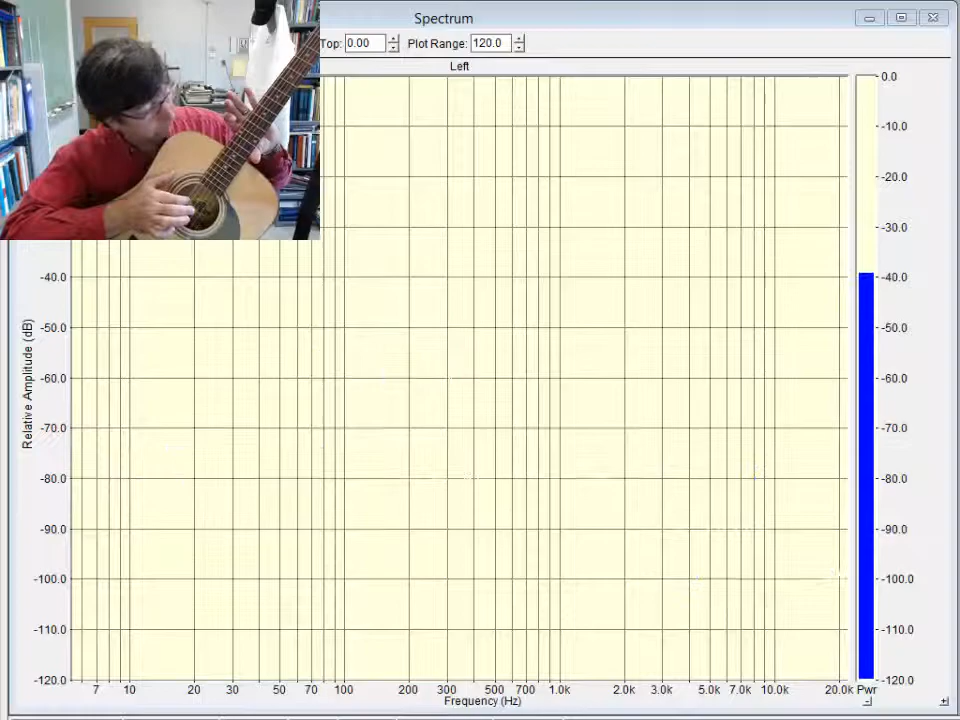 Spectrum
Top: 0.00 Plot Range: 120.0
Left
0.0
-10.0
-20.0
-30.0
-40.0 -40.0
-50.0 -50.0
-60.0 -60.0
-70.0 -70.0
-80.0 -80.0
-90.0 -90.0
-100.0 -100.0
-110.0 -110.0
-120.0 -120.0
Relative Amplitude (dB)
7 10 20 30 50 70 100 200 300 500 700 1.0k 2.0k 3.0k 5.0k 7.0k 10.0k 20.0k Pwr
Frequency (Hz)